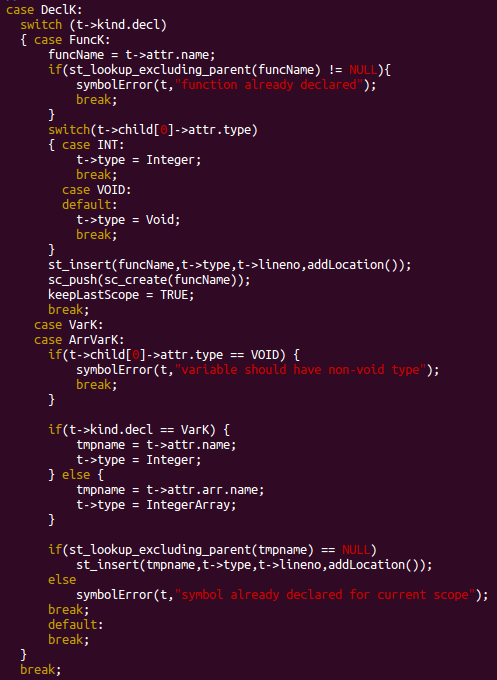 case DeclK:
  switch (t->kind.decl)
  { case FuncK:
      funcName = t->attr.name;
      if(st_lookup_excluding_parent(funcName) != NULL){
          symbolError(t,"function already declared");
          break;
      }
      switch(t->child[0]->attr.type)
      { case INT:
          t->type = Integer;
          break;
        case VOID:
        default:
          t->type = Void;
          break;
      }
      st_insert(funcName,t->type,t->lineno,addLocation());
      sc_push(sc_create(funcName));
      keepLastScope = TRUE;
      break;
    case VarK:
    case ArrVarK:
      if(t->child[0]->attr.type == VOID) {
          symbolError(t,"variable should have non-void type");
          break;
      }

      if(t->kind.decl == VarK) {
          tmpname = t->attr.name;
          t->type = Integer;
      } else {
          tmpname = t->attr.arr.name;
          t->type = IntegerArray;
      }

      if(st_lookup_excluding_parent(tmpname) == NULL)
          st_insert(tmpname,t->type,t->lineno,addLocation());
      else
          symbolError(t,"symbol already declared for current scope");
      break;
      default:
      break;
  }
  break;